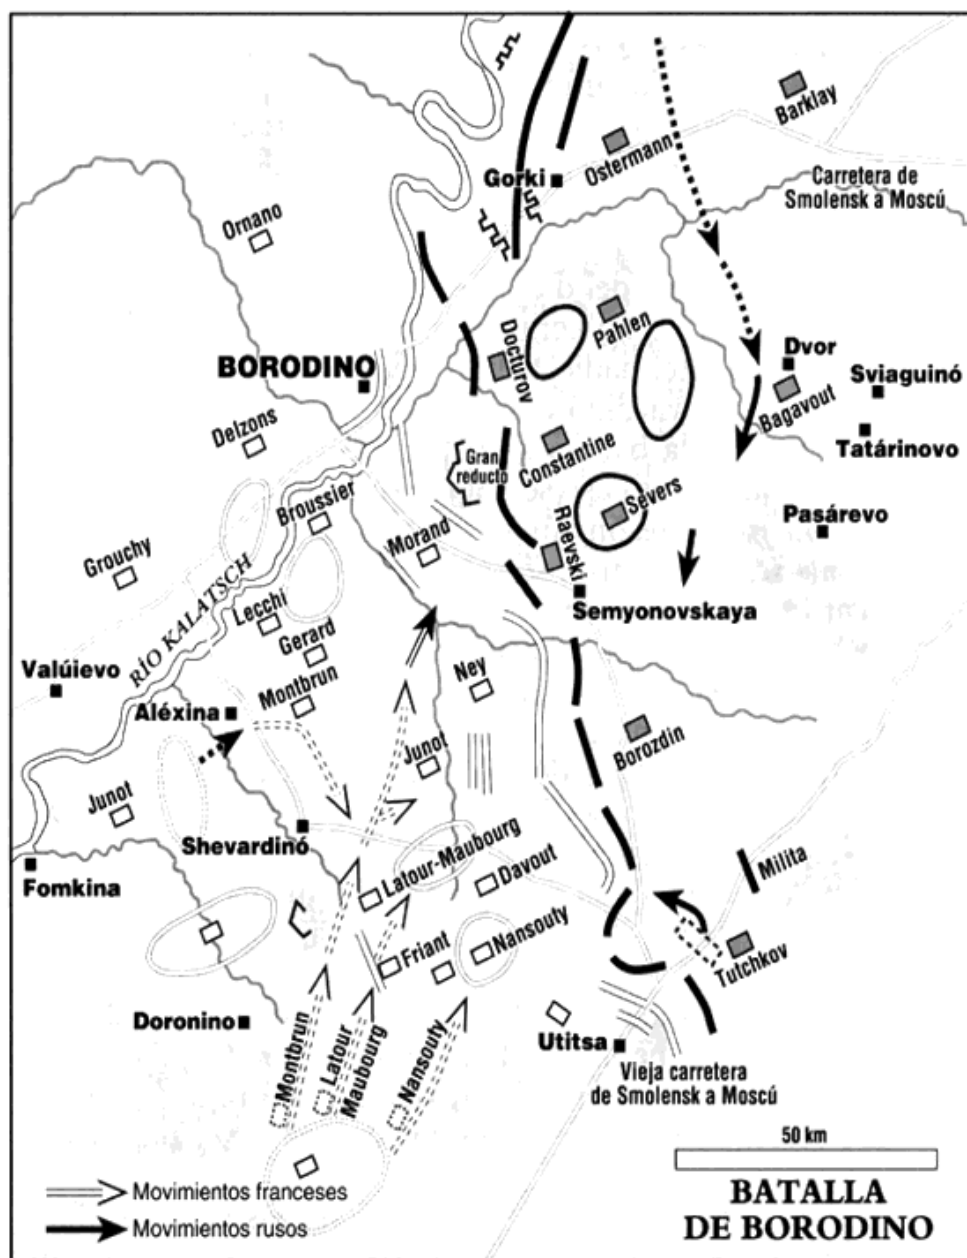 Barklay
Ostermann
Gorki
Carretera de
Smolensk a Moscú
Ornano
Pahlen
Docturov
BORODINO
Dvor
Bagavout
Sviaguinó
Tatárinovo
Delzons
Constantine
Gran
reducto
Severs
Pasárevo
Broussier
Morand
Raevski
Grouchy
RÍO KALATSCH
Lecchi
Semyonovskaya
Gerard
Valúievo
Montbrun
Ney
Aléxina
Borozdin
Junot
Junot
Shevardinó
Latour-Maubourg
Davout
Milita
Fomkina
Friant
Nansouty
Tutchkov
Doronino
Montbrun
Latour
Maubourg
Nansouty
Utitsa
Vieja carretera
de Smolensk a Moscú
50 km
Movimientos franceses
Movimientos rusos
BATALLA
DE BORODINO